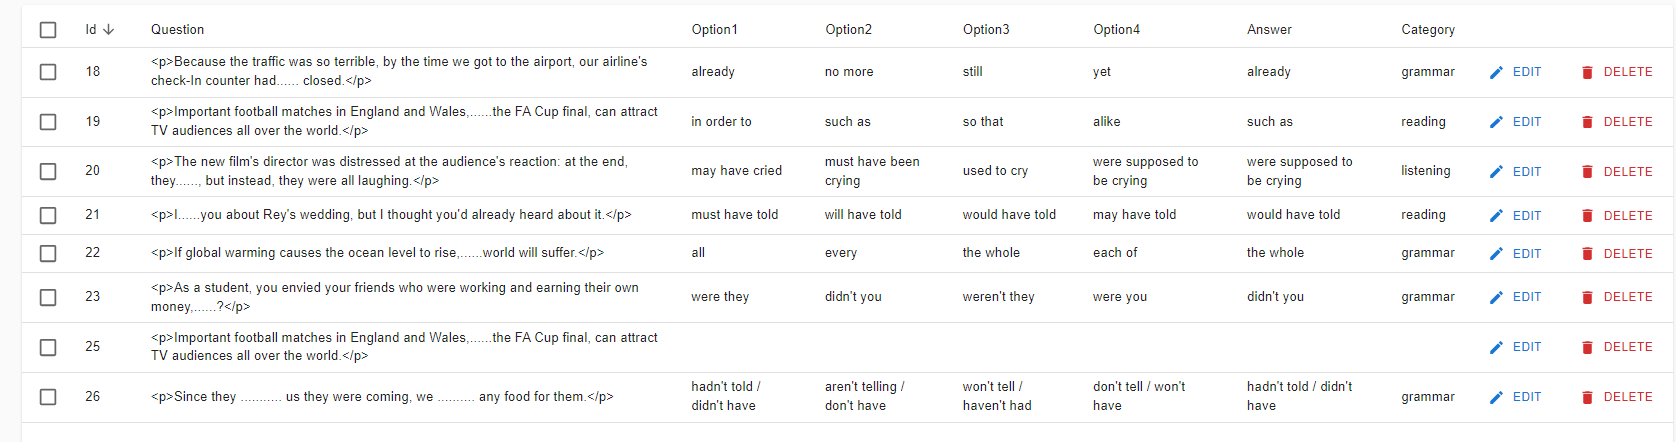 Id Question Option1 Option2 Option3 Option4 Answer Category
18 <p>Because the traffic was so terrible, by the time we got to the airport, our airline's check-In counter had...... closed.</p> already no more still yet already grammar EDIT DELETE
19 <p>Important football matches in England and Wales,......the FA Cup final, can attract TV audiences all over the world.</p> in order to such as so that alike such as reading EDIT DELETE
20 <p>The new film's director was distressed at the audience's reaction: at the end, they......, but instead, they were all laughing.</p> may have cried must have been crying used to cry were supposed to be crying were supposed to be crying listening EDIT DELETE
21 <p>I......you about Rey's wedding, but I thought you'd already heard about it.</p> must have told will have told would have told may have told would have told reading EDIT DELETE
22 <p>If global warming causes the ocean level to rise,......world will suffer.</p> all every the whole each of the whole grammar EDIT DELETE
23 <p>As a student, you envied your friends who were working and earning their own money,......?</p> were they didn't you weren't they were you didn't you grammar EDIT DELETE
25 <p>Important football matches in England and Wales,......the FA Cup final, can attract TV audiences all over the world.</p> EDIT DELETE
26 <p>Since they ........... us they were coming, we .......... any food for them.</p> hadn't told / didn't have aren't telling / don't have won't tell / haven't had don't tell / won't have hadn't told / didn't have grammar EDIT DELETE